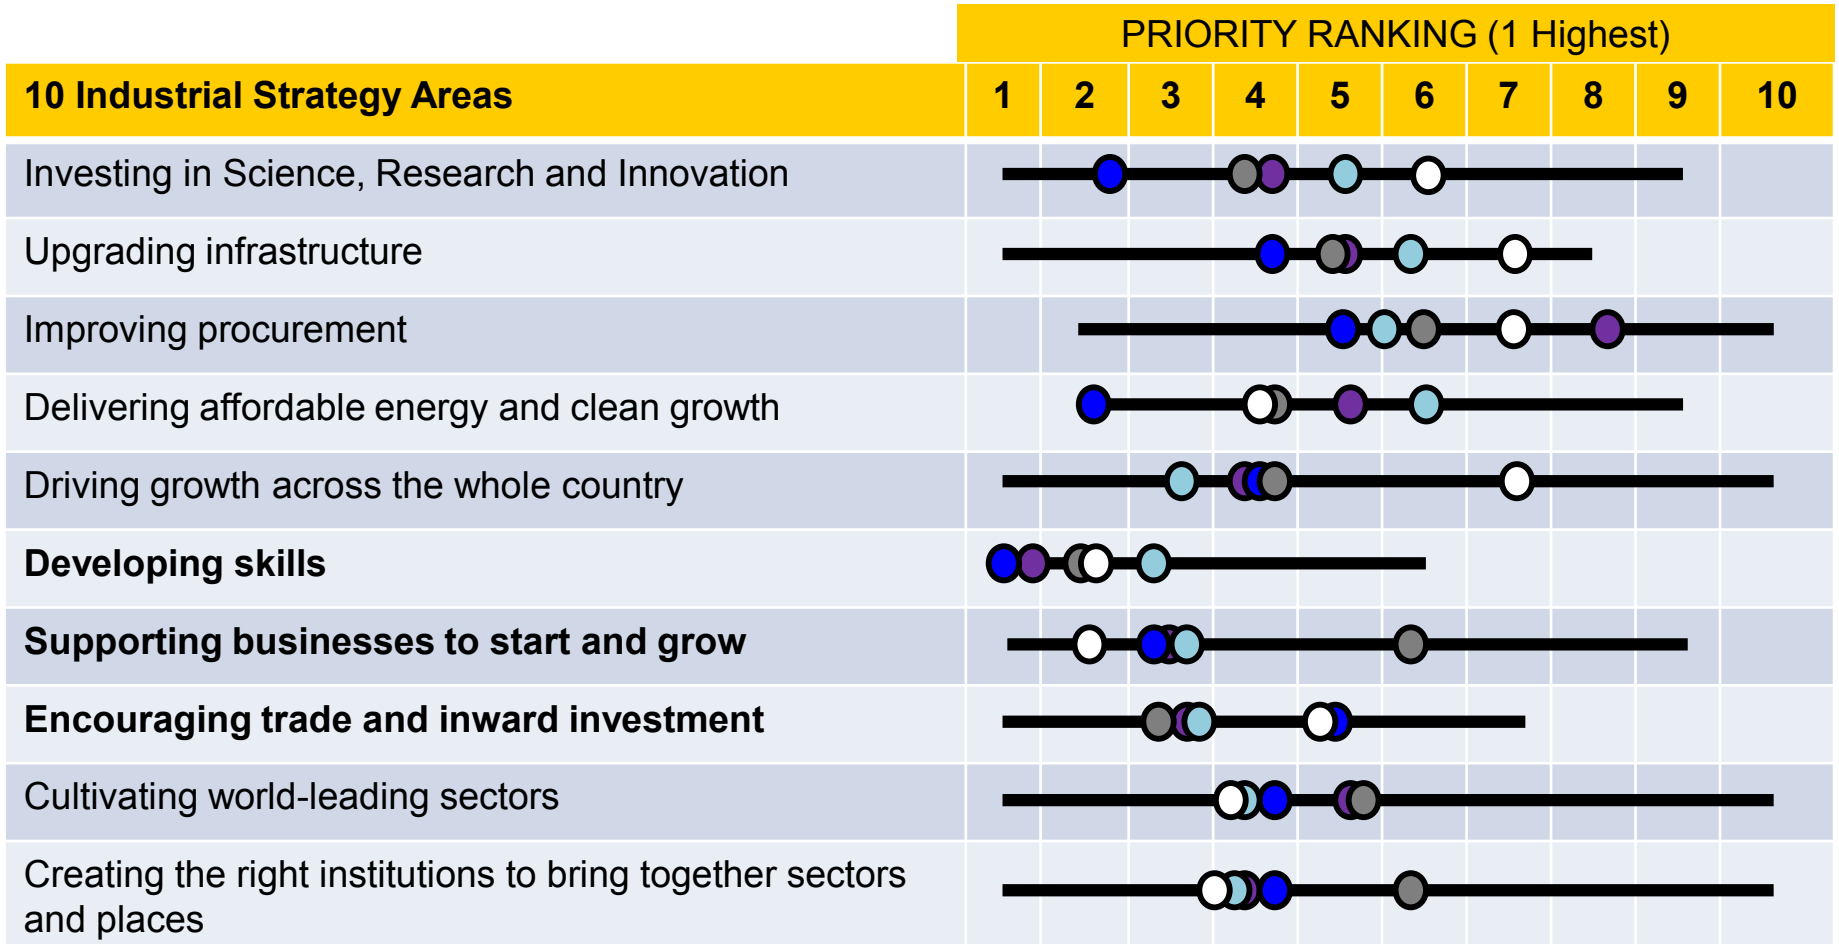 PRIORITY RANKING (1 Highest)
10 Industrial Strategy Areas 1 2 3 4 5 6 7 8 9 10
Investing in Science, Research and Innovation
Upgrading infrastructure
Improving procurement
Delivering affordable energy and clean growth
Driving growth across the whole country
Developing skills
Supporting businesses to start and grow
Encouraging trade and inward investment
Cultivating world-leading sectors
Creating the right institutions to bring together sectors
and places